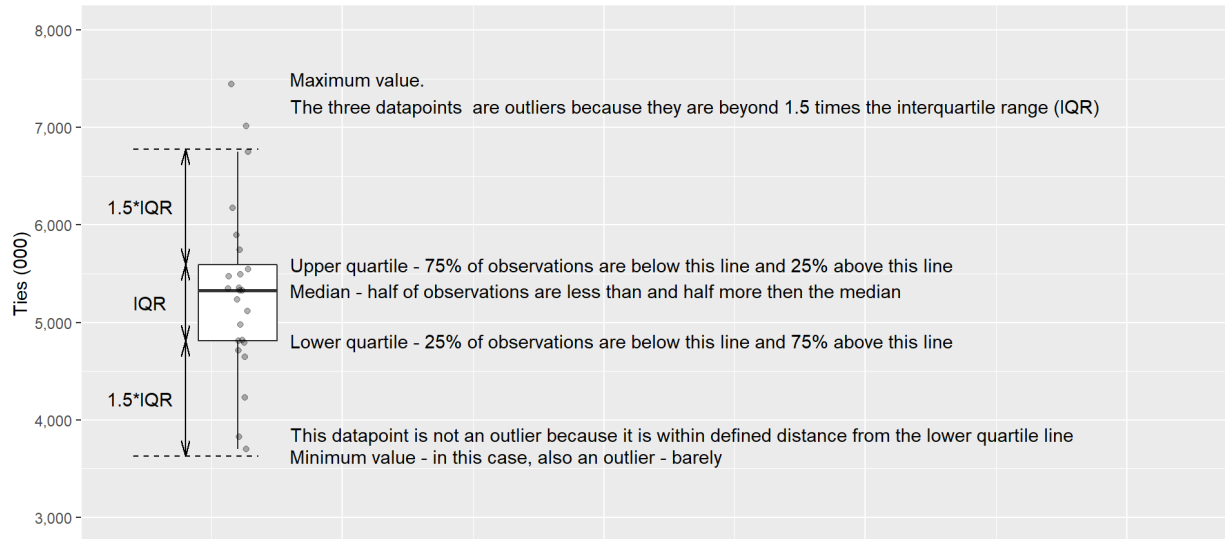 8,000
Maximum value.
The three datapoints  are outliers because they are beyond 1.5 times the interquartile range (IQR)
7,000
1.5*IQR
6,000
Upper quartile - 75% of observations are below this line and 25% above this line
Median - half of observations are less than and half more then the median
Ties (000)
IQR
5,000
Lower quartile - 25% of observations are below this line and 75% above this line
1.5*IQR
4,000
This datapoint is not an outlier because it is within defined distance from the lower quartile line
Minimum value - in this case, also an outlier - barely
3,000